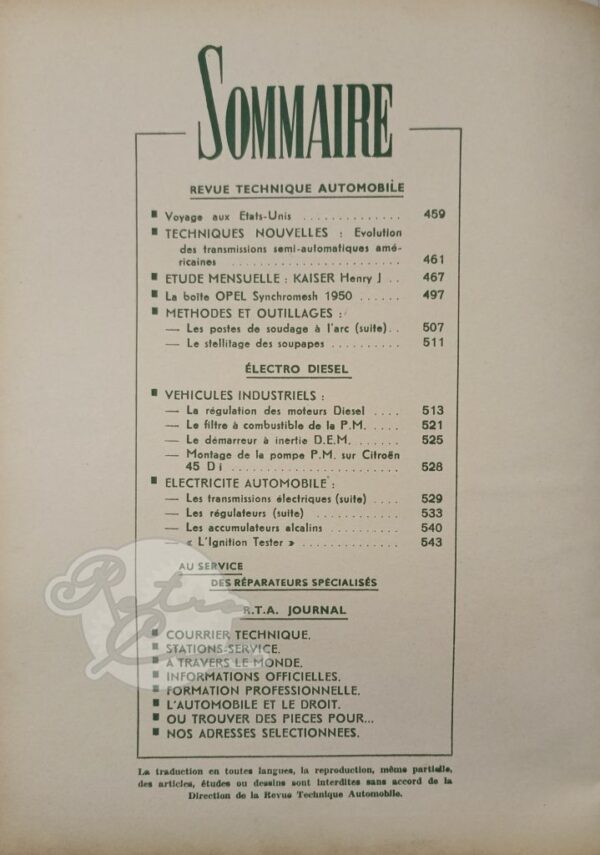 SOMMAIRE
REVUE TECHNIQUE AUTOMOBILE
Voyage aux Etats-Unis .............. 459
TECHNIQUES NOUVELLES : Evolution
des transmissions semi-automatiques amé-
ricaines ........................ 461
ETUDE MENSUELLE : KAISER Henry J .. 467
La boîte OPEL Synchromesh 1950 ...... 497
METHODES ET OUTILLAGES :
— Les postes de soudage à l'arc (suite).. 507
— Le stellitage des soupapes .......... 511
ÉLECTRO DIESEL
VEHICULES INDUSTRIELS :
— La régulation des moteurs Diesel .... 513
— Le filtre à combustible de la P.M. .... 521
— Le démarreur à inertie D.E.M. ...... 525
— Montage de la pompe P.M. sur Citroën
45 D i ...................... 528
ELECTRICITE AUTOMOBILE :
— Les transmissions électriques (suite) .... 529
— Les régulateurs (suite) ............ 533
— Les accumulateurs alcalins .......... 540
— « L'Ignition Tester » .............. 543
AU SERVICE
DES RÉPARATEURS SPÉCIALISÉS
R.T.A. JOURNAL
COURRIER TECHNIQUE.
STATIONS-SERVICE.
A TRAVERS LE MONDE.
INFORMATIONS OFFICIELLES.
FORMATION PROFESSIONNELLE.
L'AUTOMOBILE ET LE DROIT.
OU TROUVER DES PIECES POUR...
NOS ADRESSES SELECTIONNEES.
La traduction en toutes langues, la reproduction, même partielle,
des articles, études ou dessins sont interdites sans accord de la
Direction de la Revue Technique Automobile.
Retro